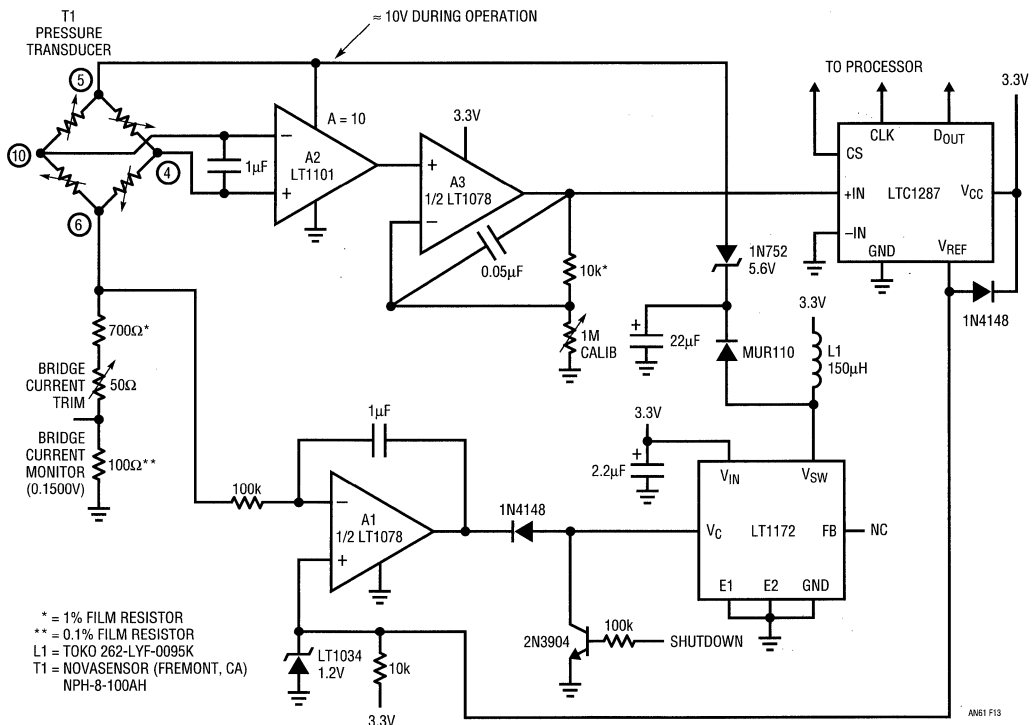 T1
PRESSURE
TRANSDUCER
≈ 10V DURING OPERATION
5
10
4
6
1µF
A = 10
A2
LT1101
−
+
3.3V
A3
1/2 LT1078
+
−
0.05µF
10k*
1M
CALIB
TO PROCESSOR
3.3V
CS
CLK
DOUT
+IN
LTC1287
VCC
−IN
GND
VREF
1N4148
1N752
5.6V
22µF
+
MUR110
3.3V
L1
150µH
700Ω*
BRIDGE
CURRENT
TRIM
50Ω
BRIDGE
CURRENT
MONITOR
(0.1500V)
100Ω**
100k
1µF
A1
1/2 LT1078
−
+
1N4148
3.3V
2.2µF
+
VIN
VSW
VC
LT1172
FB
NC
E1
E2
GND
2N3904
100k
SHUTDOWN
LT1034
1.2V
10k
3.3V
* = 1% FILM RESISTOR
** = 0.1% FILM RESISTOR
L1 = TOKO 262-LYF-0095K
T1 = NOVASENSOR (FREMONT, CA)
NPH-8-100AH
AN61 F13